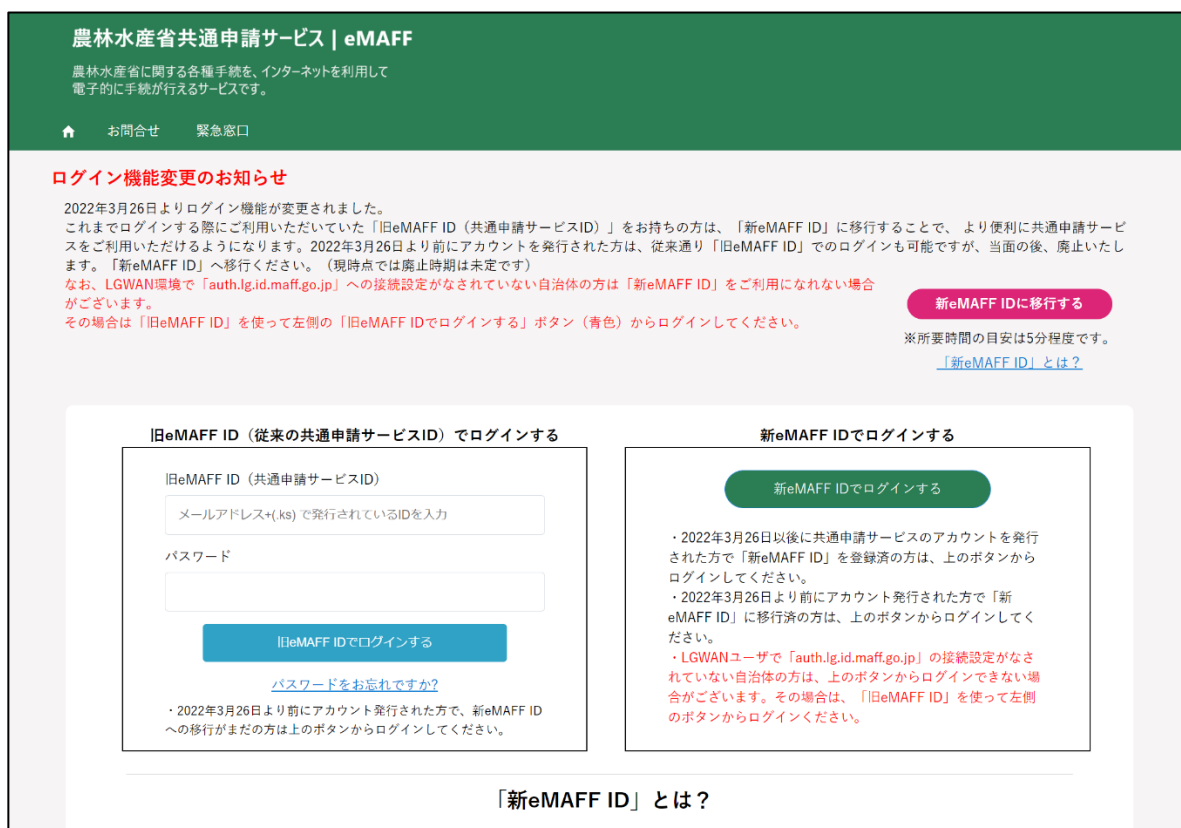 農林水産省共通申請サービス | eMAFF
農林水産省に関する各種手続を、インターネットを利用して
電子的に手続が行えるサービスです。
お問合せ 緊急窓口
ログイン機能変更のお知らせ
2022年3月26日よりログイン機能が変更されました。
これまでログインする際にご利用いただいていた「旧eMAFF ID（共通申請サービスID）」をお持ちの方は、「新eMAFF ID」に移行することで、 より便利に共通申請サービ
スをご利用いただけるようになります。2022年3月26日より前にアカウントを発行された方は、従来通り「旧eMAFF ID」でのログインも可能ですが、当面の後、廃止いたし
ます。「新eMAFF ID」へ移行ください。（現時点では廃止時期は未定です）
なお、LGWAN環境で「auth.lg.id.maff.go.jp」への接続設定がなされていない自治体の方は「新eMAFF ID」をご利用になれない場合
がございます。
その場合は「旧eMAFF ID」を使って左側の「旧eMAFF IDでログインする」ボタン（青色）からログインしてください。
新eMAFF IDに移行する
※所要時間の目安は5分程度です。
「新eMAFF ID」とは？
旧eMAFF ID（従来の共通申請サービスID）でログインする
旧eMAFF ID（共通申請サービスID）
メールアドレス+(.ks) で発行されているIDを入力
パスワード
旧eMAFF IDでログインする
パスワードをお忘れですか?
・2022年3月26日より前にアカウント発行された方で、新eMAFF ID
への移行がまだの方は上のボタンからログインしてください。
新eMAFF IDでログインする
新eMAFF IDでログインする
・2022年3月26日以後に共通申請サービスのアカウントを発行
された方で「新eMAFF ID」を登録済の方は、上のボタンから
ログインしてください。
・2022年3月26日より前にアカウント発行された方で「新
eMAFF ID」に移行済の方は、上のボタンからログインしてく
ださい。
・LGWANユーザで「auth.lg.id.maff.go.jp」の接続設定がなさ
れていない自治体の方は、上のボタンからログインできない場
合がございます。その場合は、「旧eMAFF ID」を使って左側
のボタンからログインください。
「新eMAFF ID」とは？